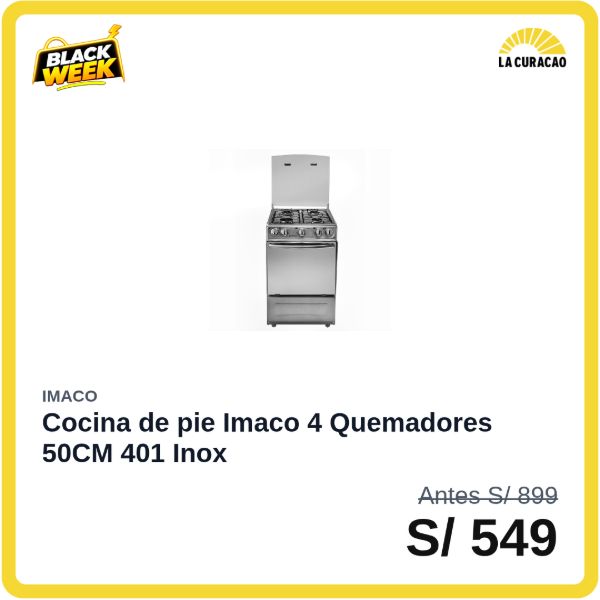 BLACK
WEEK
LA CURACAO
IMACO
Cocina de pie Imaco 4 Quemadores
50CM 401 Inox
Antes S/ 899
S/ 549